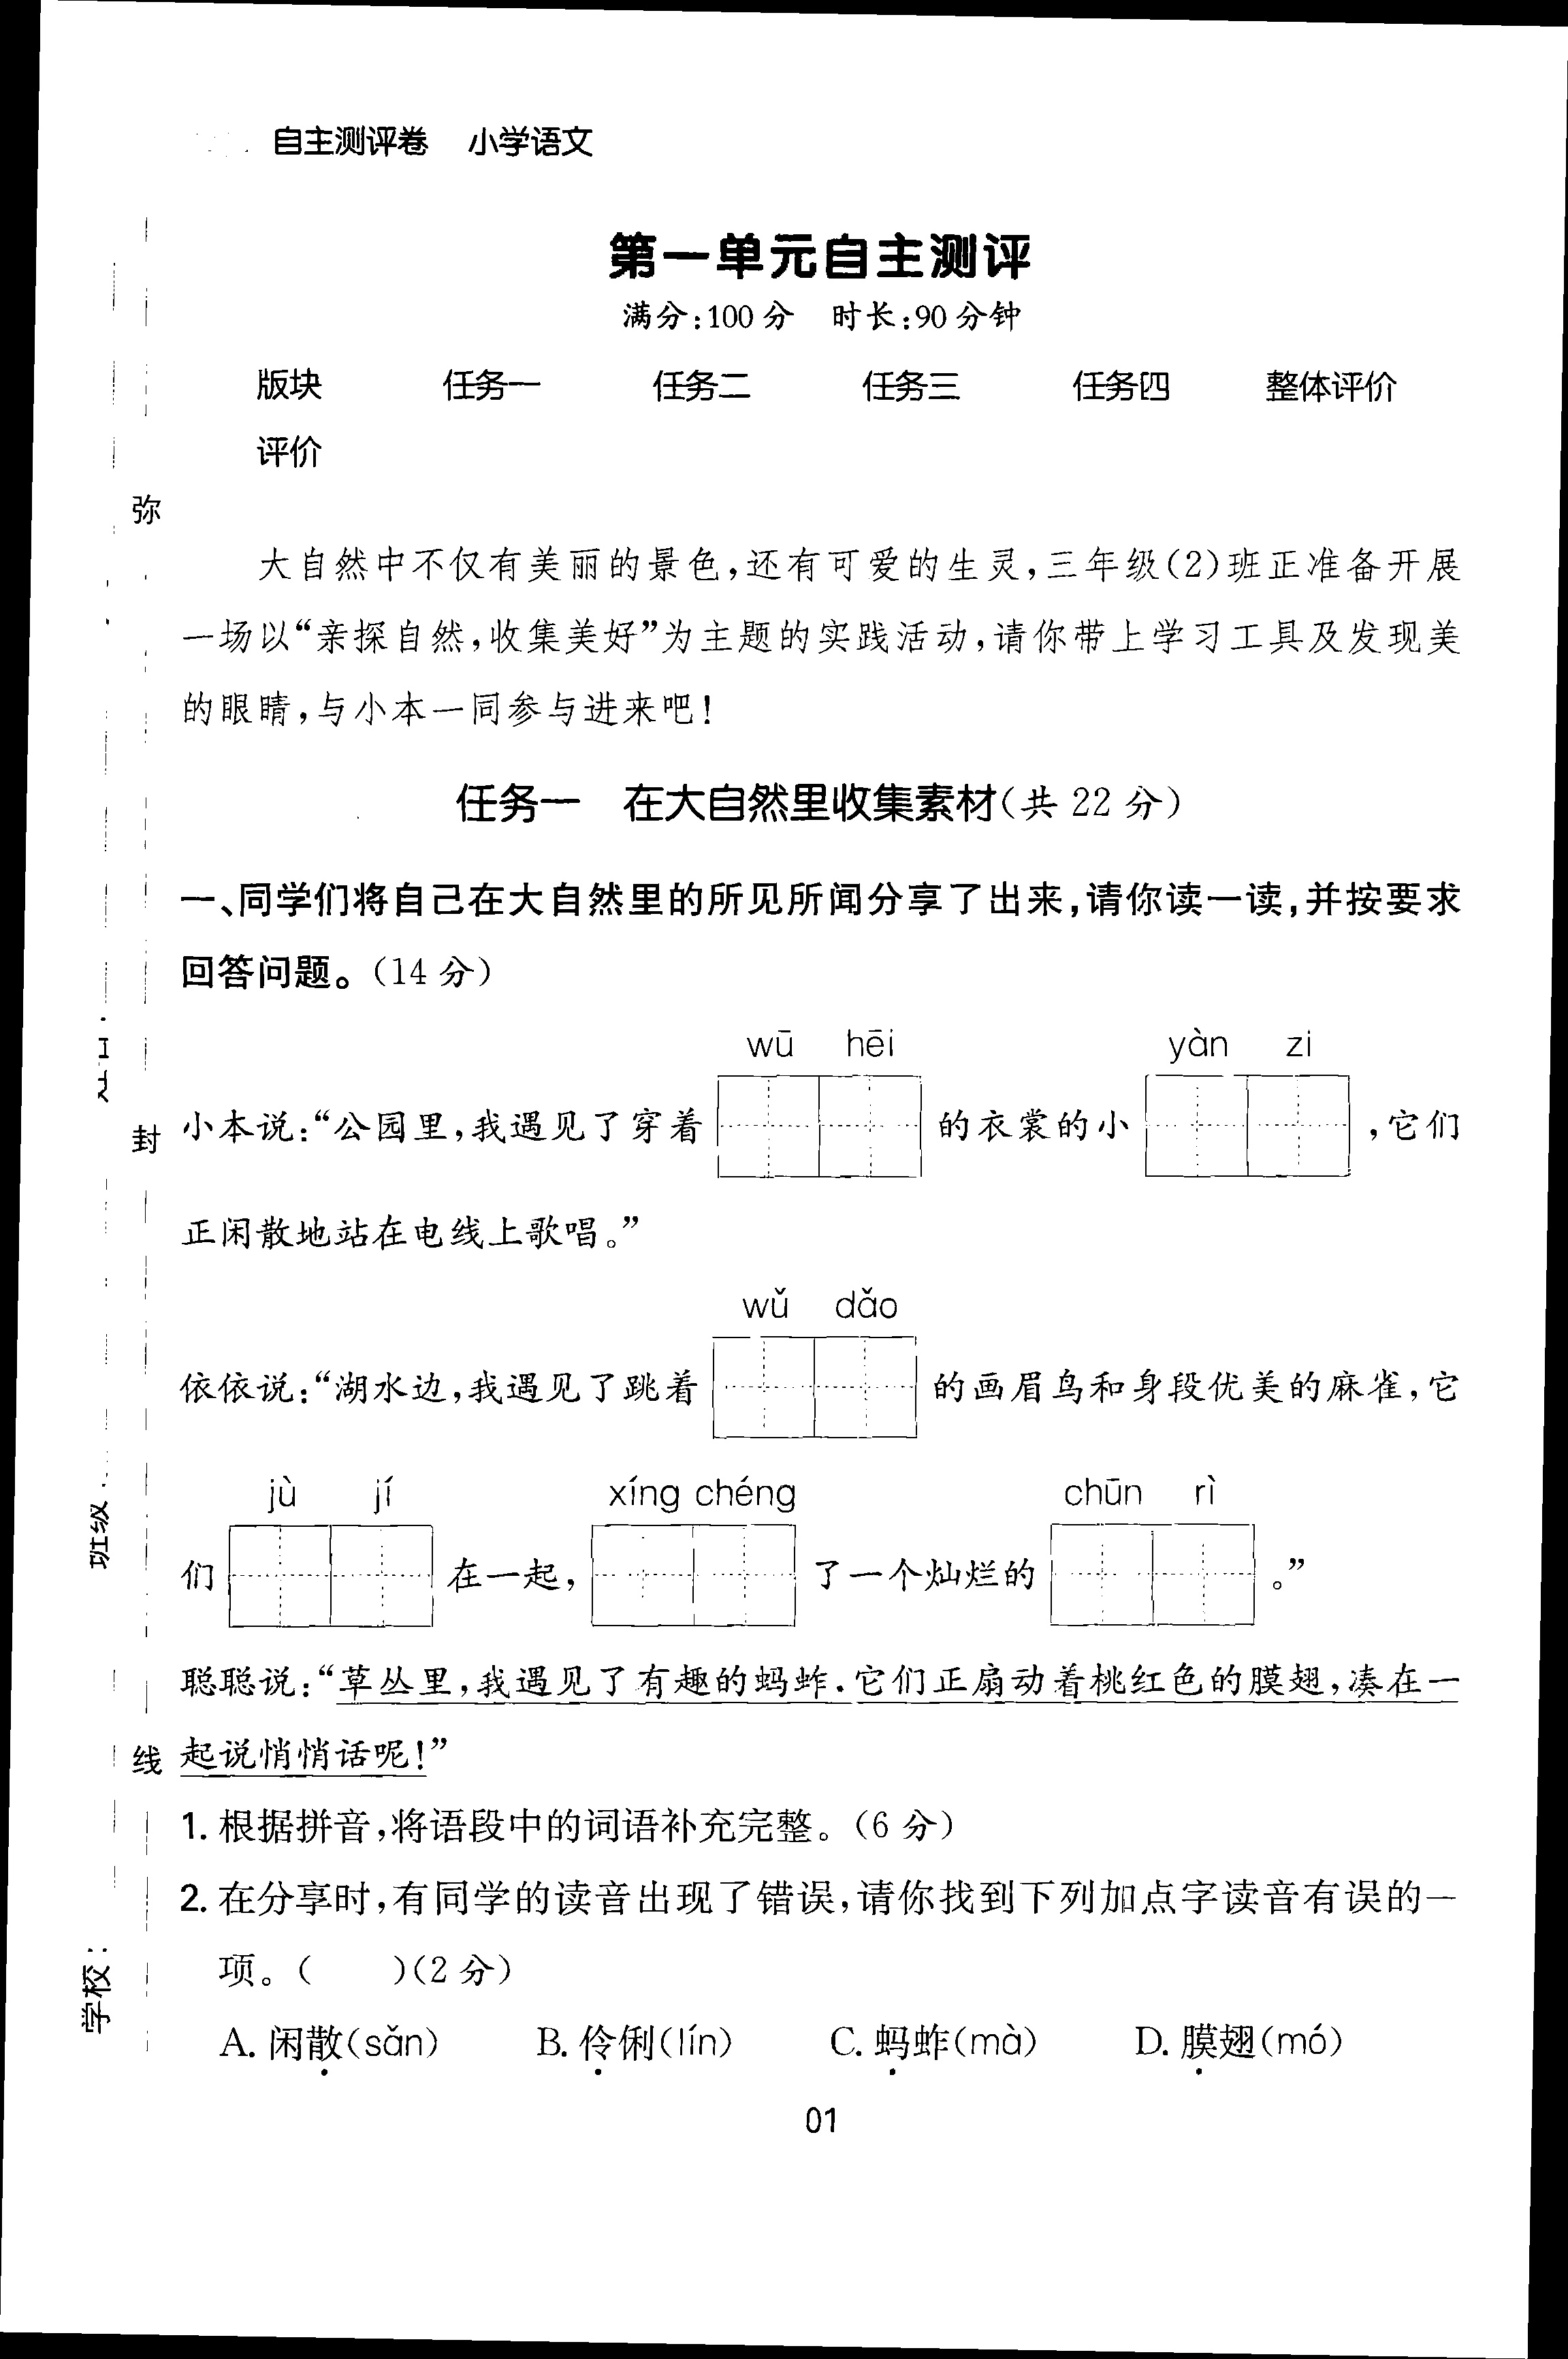 自主测评卷 小学语文
第一单元自主测评
满分:100分 时长:90分钟
版块 任务一 任务二 任务三 任务四 整体评价
评价
大自然中不仅有美丽的景色,还有可爱的生灵,三年级(2)班正准备开展
一场以“亲探自然,收集美好”为主题的实践活动,请你带上学习工具及发现美
的眼睛,与小本一同参与进来吧!
任务一 在大自然里收集素材(共22分)
一、同学们将自己在大自然里的所见所闻分享了出来,请你读一读,并按要求
回答问题。(14分)
wū hēi yàn zi
小本说:“公园里,我遇见了穿着 的衣裳的小 ,它们
正闲散地站在电线上歌唱。”
wǔ dǎo
依依说:“湖水边,我遇见了跳着 的画眉鸟和身段优美的麻雀,它
jù jí xíng chéng chūn rì
们 在一起, 了一个灿烂的 。”
聪聪说:“草丛里,我遇见了有趣的蚂蚱.它们正扇动着桃红色的膜翅,凑在一
起说悄悄话呢!”
1. 根据拼音,将语段中的词语补充完整。(6分)
2. 在分享时,有同学的读音出现了错误,请你找到下列加点字读音有误的一
项。( )(2分)
A. 闲散(sǎn) B. 伶俐(lín) C. 蚂蚱(mà) D. 膜翅(mó)
01
弥
封
线
班级
学校: